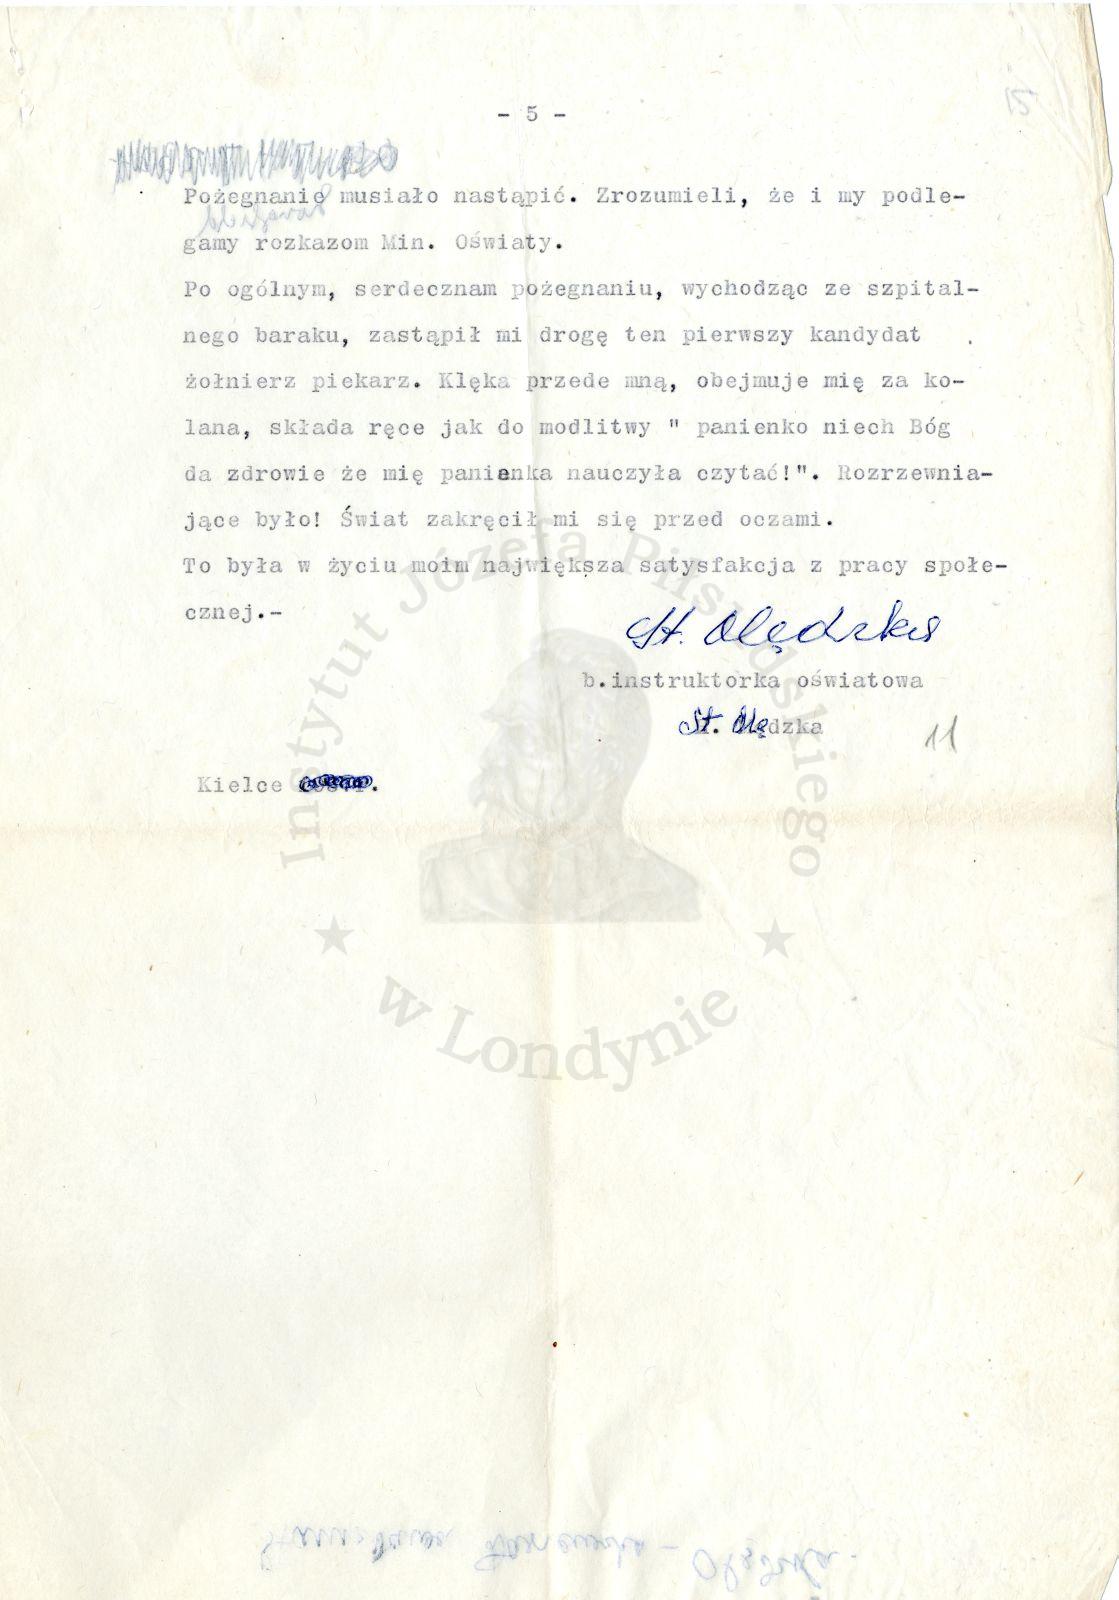 - 5 -
Pożegnanie musiało nastąpić. Zrozumieli, że i my podle-
gamy rozkazom Min. Oświaty.
Po ogólnym, serdecznam pożegnaniu, wychodząc ze szpital-
nego baraku, zastąpił mi drogę ten pierwszy kandydat
żołnierz piekarz. Klęka przede mną, obejmuje mię za ko-
lana, składa ręce jak do modlitwy " panienko niech Bóg
da zdrowie że mię panienka nauczyła czytać!". Rozrzewnia-
jące było! Świat zakręcił mi się przed oczami.
To była w życiu moim największa satysfakcja z pracy społe-
cznej.-
St. Olędzka
b.instruktorka oświatowa
St. Olędzka
11
Kielce
Instytut Józefa Piłsudskiego
w Londynie